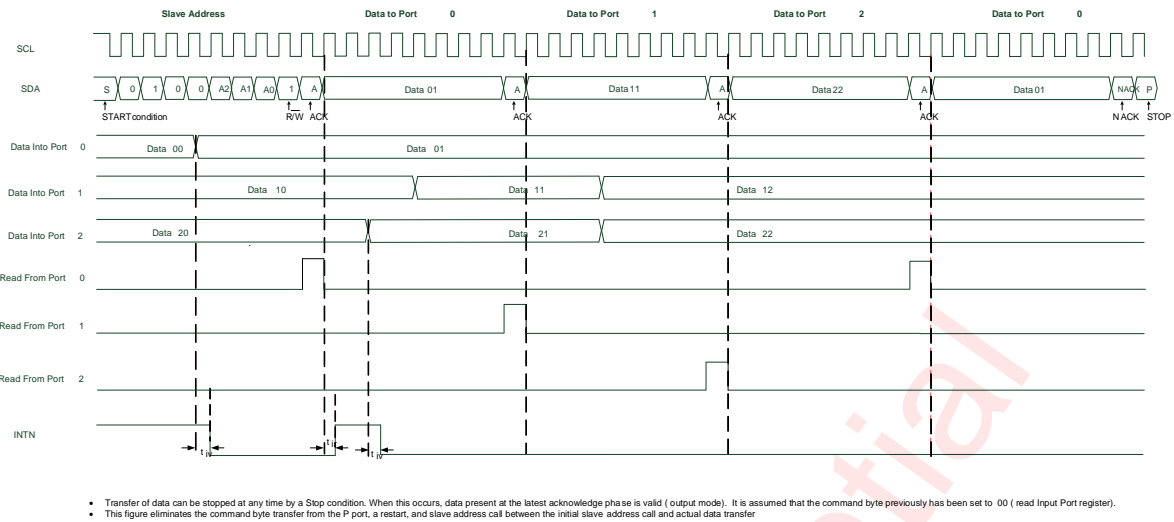 Slave Address Data to Port 0 Data to Port 1 Data to Port 2 Data to Port 0
SCL
SDA S 0 1 0 0 0 A2 A1 A0 1 A Data 01 A Data 11 A Data 22 A Data 01 NACK P
START condition R/W ACK ACK ACK ACK N ACK STOP
Data Into Port 0 Data 00 Data 01
Data Into Port 1 Data 10 Data 11 Data 12
Data Into Port 2 Data 20 Data 21 Data 22
Read From Port 0
Read From Port 1
Read From Port 2
INTN
t iv t ir t iv
• Transfer of data can be stopped at any time by a Stop condition. When this occurs, data present at the latest acknowledge phase is valid ( output mode). It is assumed that the command byte previously has been set to 00 ( read Input Port register).
• This figure eliminates the command byte transfer from the P port, a restart, and slave address call between the initial slave address call and actual data transfer
ential